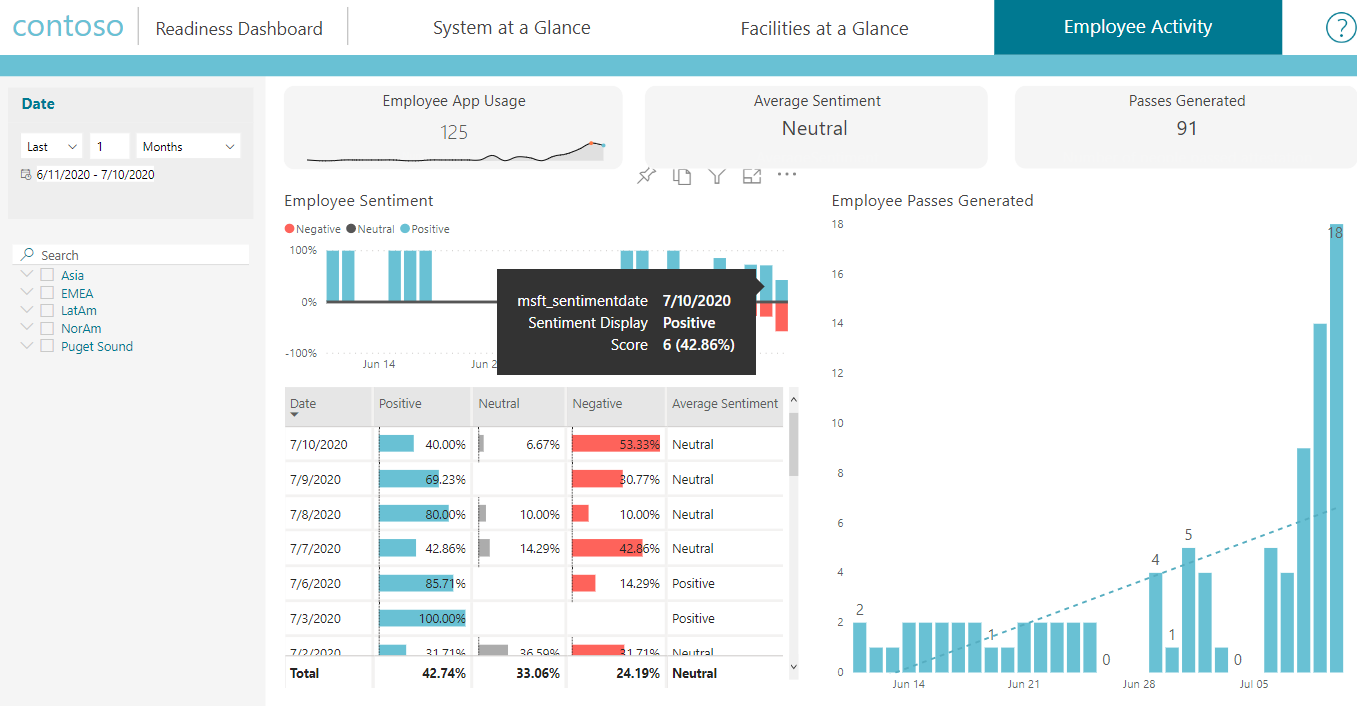 contoso
Readiness Dashboard
System at a Glance
Facilities at a Glance
Employee Activity
?
Date
Last
1
Months
6/11/2020 - 7/10/2020
Search
Asia
EMEA
LatAm
NorAm
Puget Sound
Employee App Usage
125
Average Sentiment
Neutral
Passes Generated
91
Employee Sentiment
Negative Neutral Positive
100%
0%
-100%
Jun 14
Jun 2
msft_sentimentdate 7/10/2020
Sentiment Display Positive
Score 6 (42.86%)
Date Positive Neutral Negative Average Sentiment
7/10/2020 40.00% 6.67% 53.33% Neutral
7/9/2020 69.23% 30.77% Neutral
7/8/2020 80.00% 10.00% 10.00% Neutral
7/7/2020 42.86% 14.29% 42.86% Neutral
7/6/2020 85.71% 14.29% Positive
7/3/2020 100.00% Positive
7/2/2020 31.71% 36.59% 31.71% Neutral
Total 42.74% 33.06% 24.19% Neutral
Employee Passes Generated
18
16
14
12
10
8
6
4
2
0
2
1
0
4
1
5
0
18
Jun 14
Jun 21
Jun 28
Jul 05